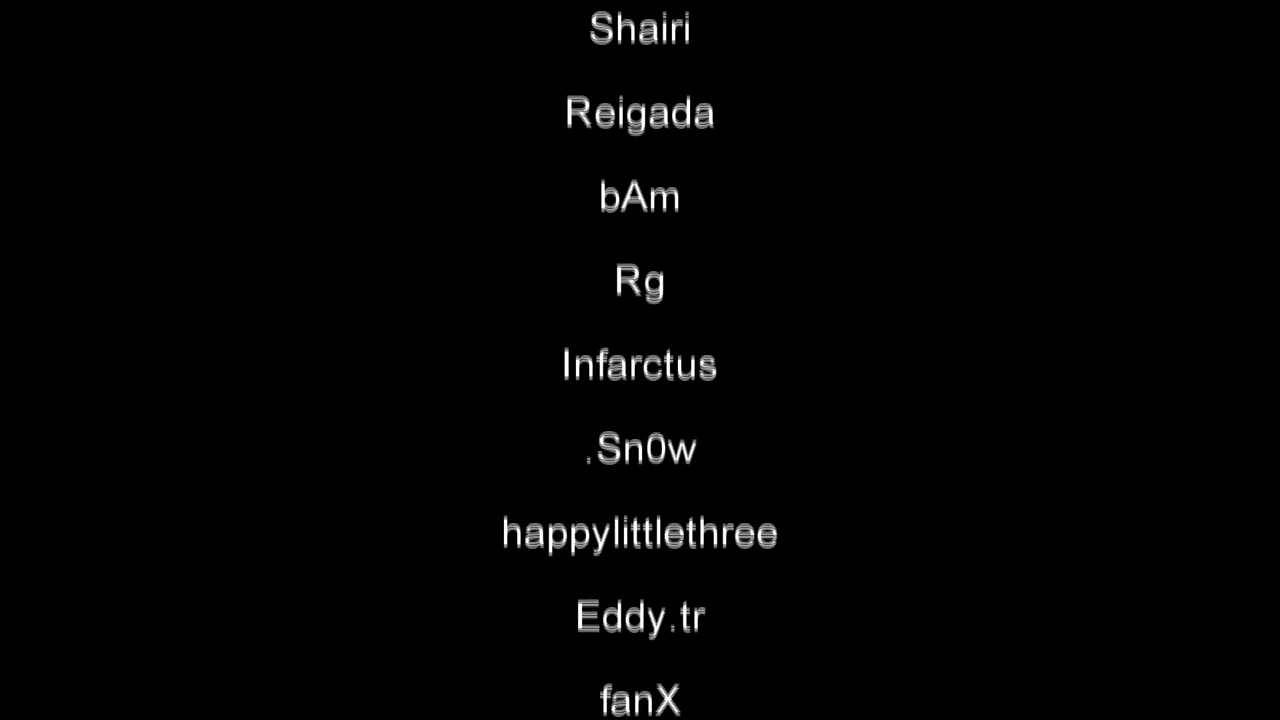 Shairi
Reigada
bAm
Rg
Infarctus
.Sn0w
happylittlethree
Eddy.tr
fanX